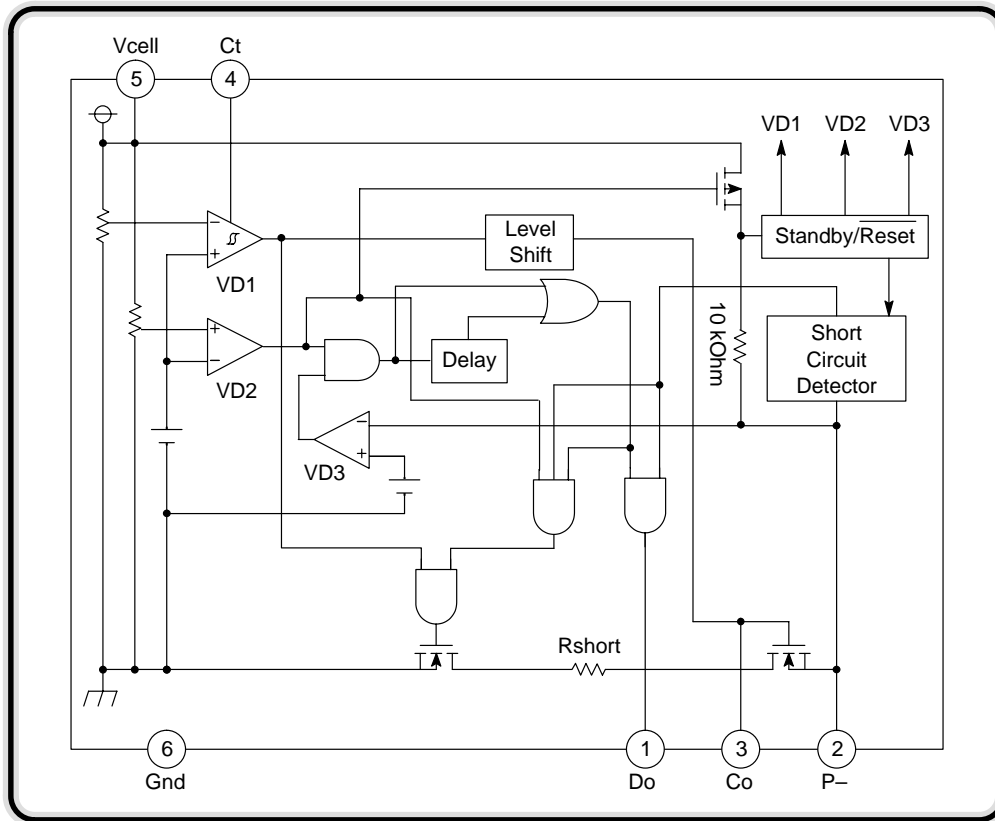 Vcell
Ct
5
4
VD1
VD2
VD3
−
+
VD1
Level
Shift
Standby/Reset
+
−
VD2
Delay
10 kOhm
Short
Circuit
Detector
−
+
VD3
Rshort
6
1
3
2
Gnd
Do
Co
P–